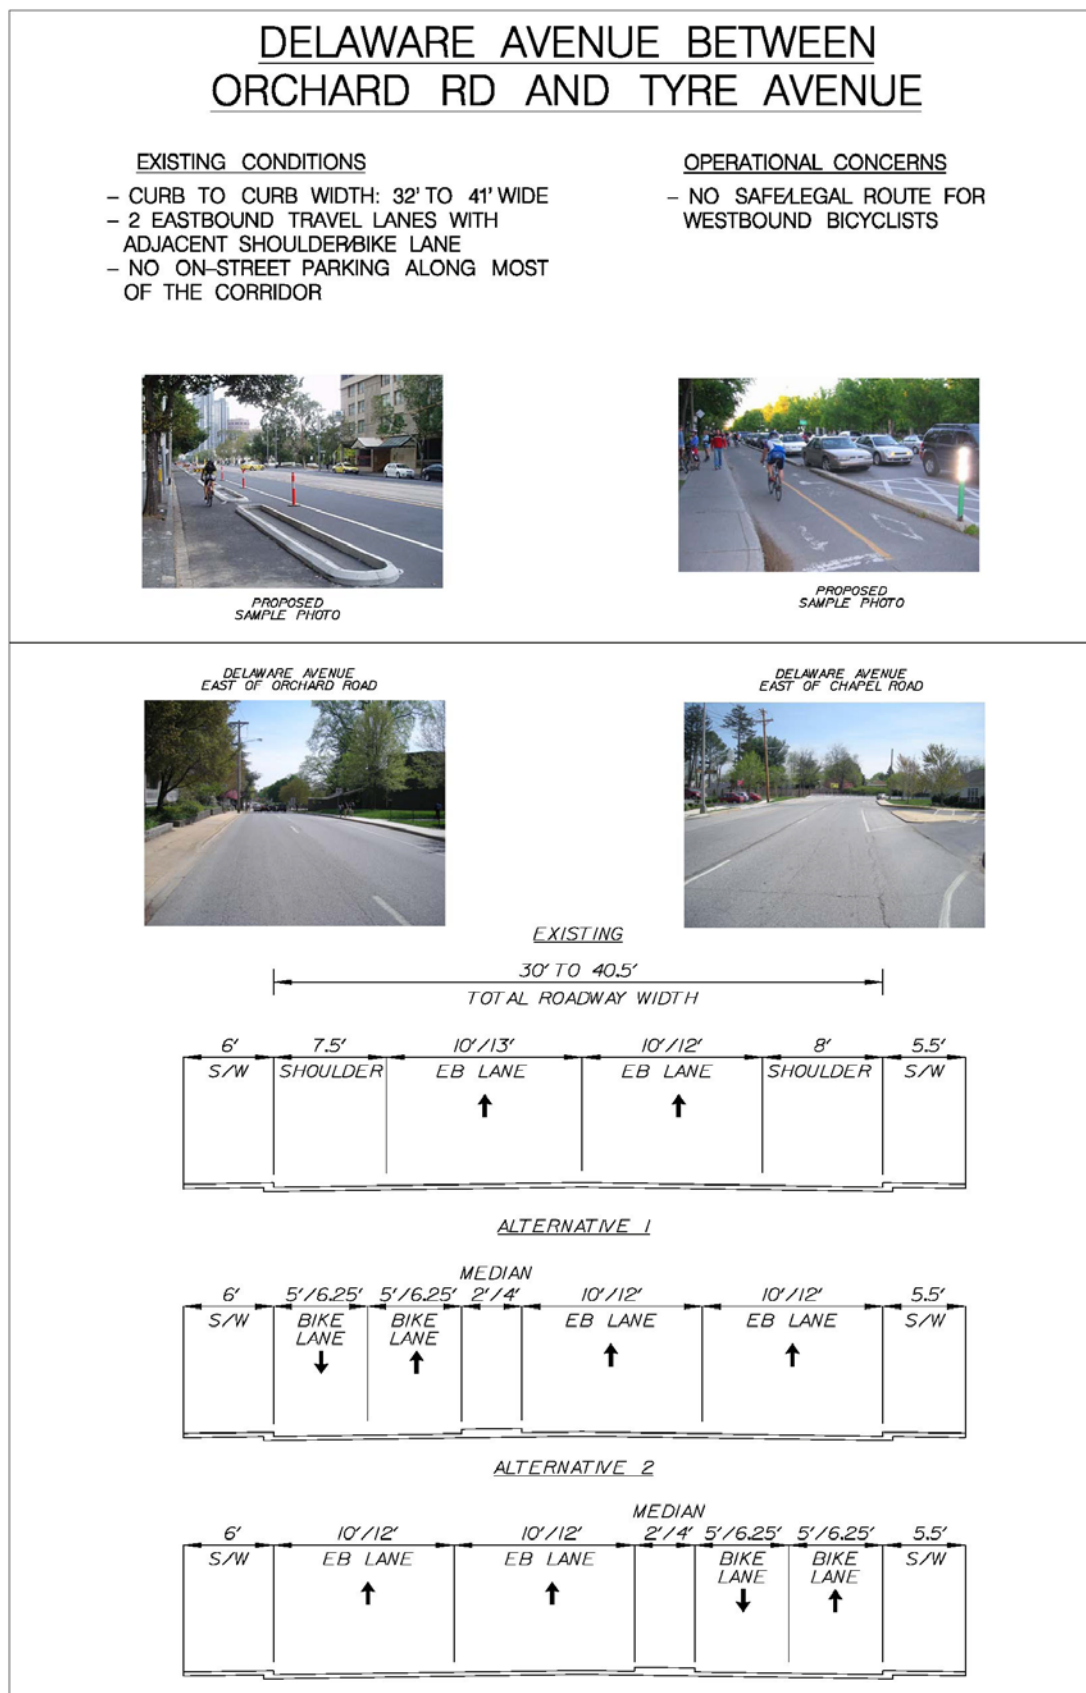 DELAWARE AVENUE BETWEEN
ORCHARD RD AND TYRE AVENUE
EXISTING CONDITIONS
– CURB TO CURB WIDTH: 32' TO 41' WIDE
– 2 EASTBOUND TRAVEL LANES WITH
ADJACENT SHOULDER/BIKE LANE
– NO ON–STREET PARKING ALONG MOST
OF THE CORRIDOR
OPERATIONAL CONCERNS
– NO SAFE/LEGAL ROUTE FOR
WESTBOUND BICYCLISTS
PROPOSED
SAMPLE PHOTO
PROPOSED
SAMPLE PHOTO
DELAWARE AVENUE
EAST OF ORCHARD ROAD
DELAWARE AVENUE
EAST OF CHAPEL ROAD
EXISTING
30' TO 40.5'
TOTAL ROADWAY WIDTH
6' 7.5' 10'/13' 10'/12' 8' 5.5'
S/W SHOULDER EB LANE EB LANE SHOULDER S/W
ALTERNATIVE 1
MEDIAN
6' 5'/6.25' 5'/6.25' 2'/4' 10'/12' 10'/12' 5.5'
S/W BIKE BIKE EB LANE EB LANE S/W
LANE LANE
ALTERNATIVE 2
MEDIAN
6' 10'/12' 10'/12' 2'/4' 5'/6.25' 5'/6.25' 5.5'
S/W EB LANE EB LANE BIKE BIKE S/W
LANE LANE